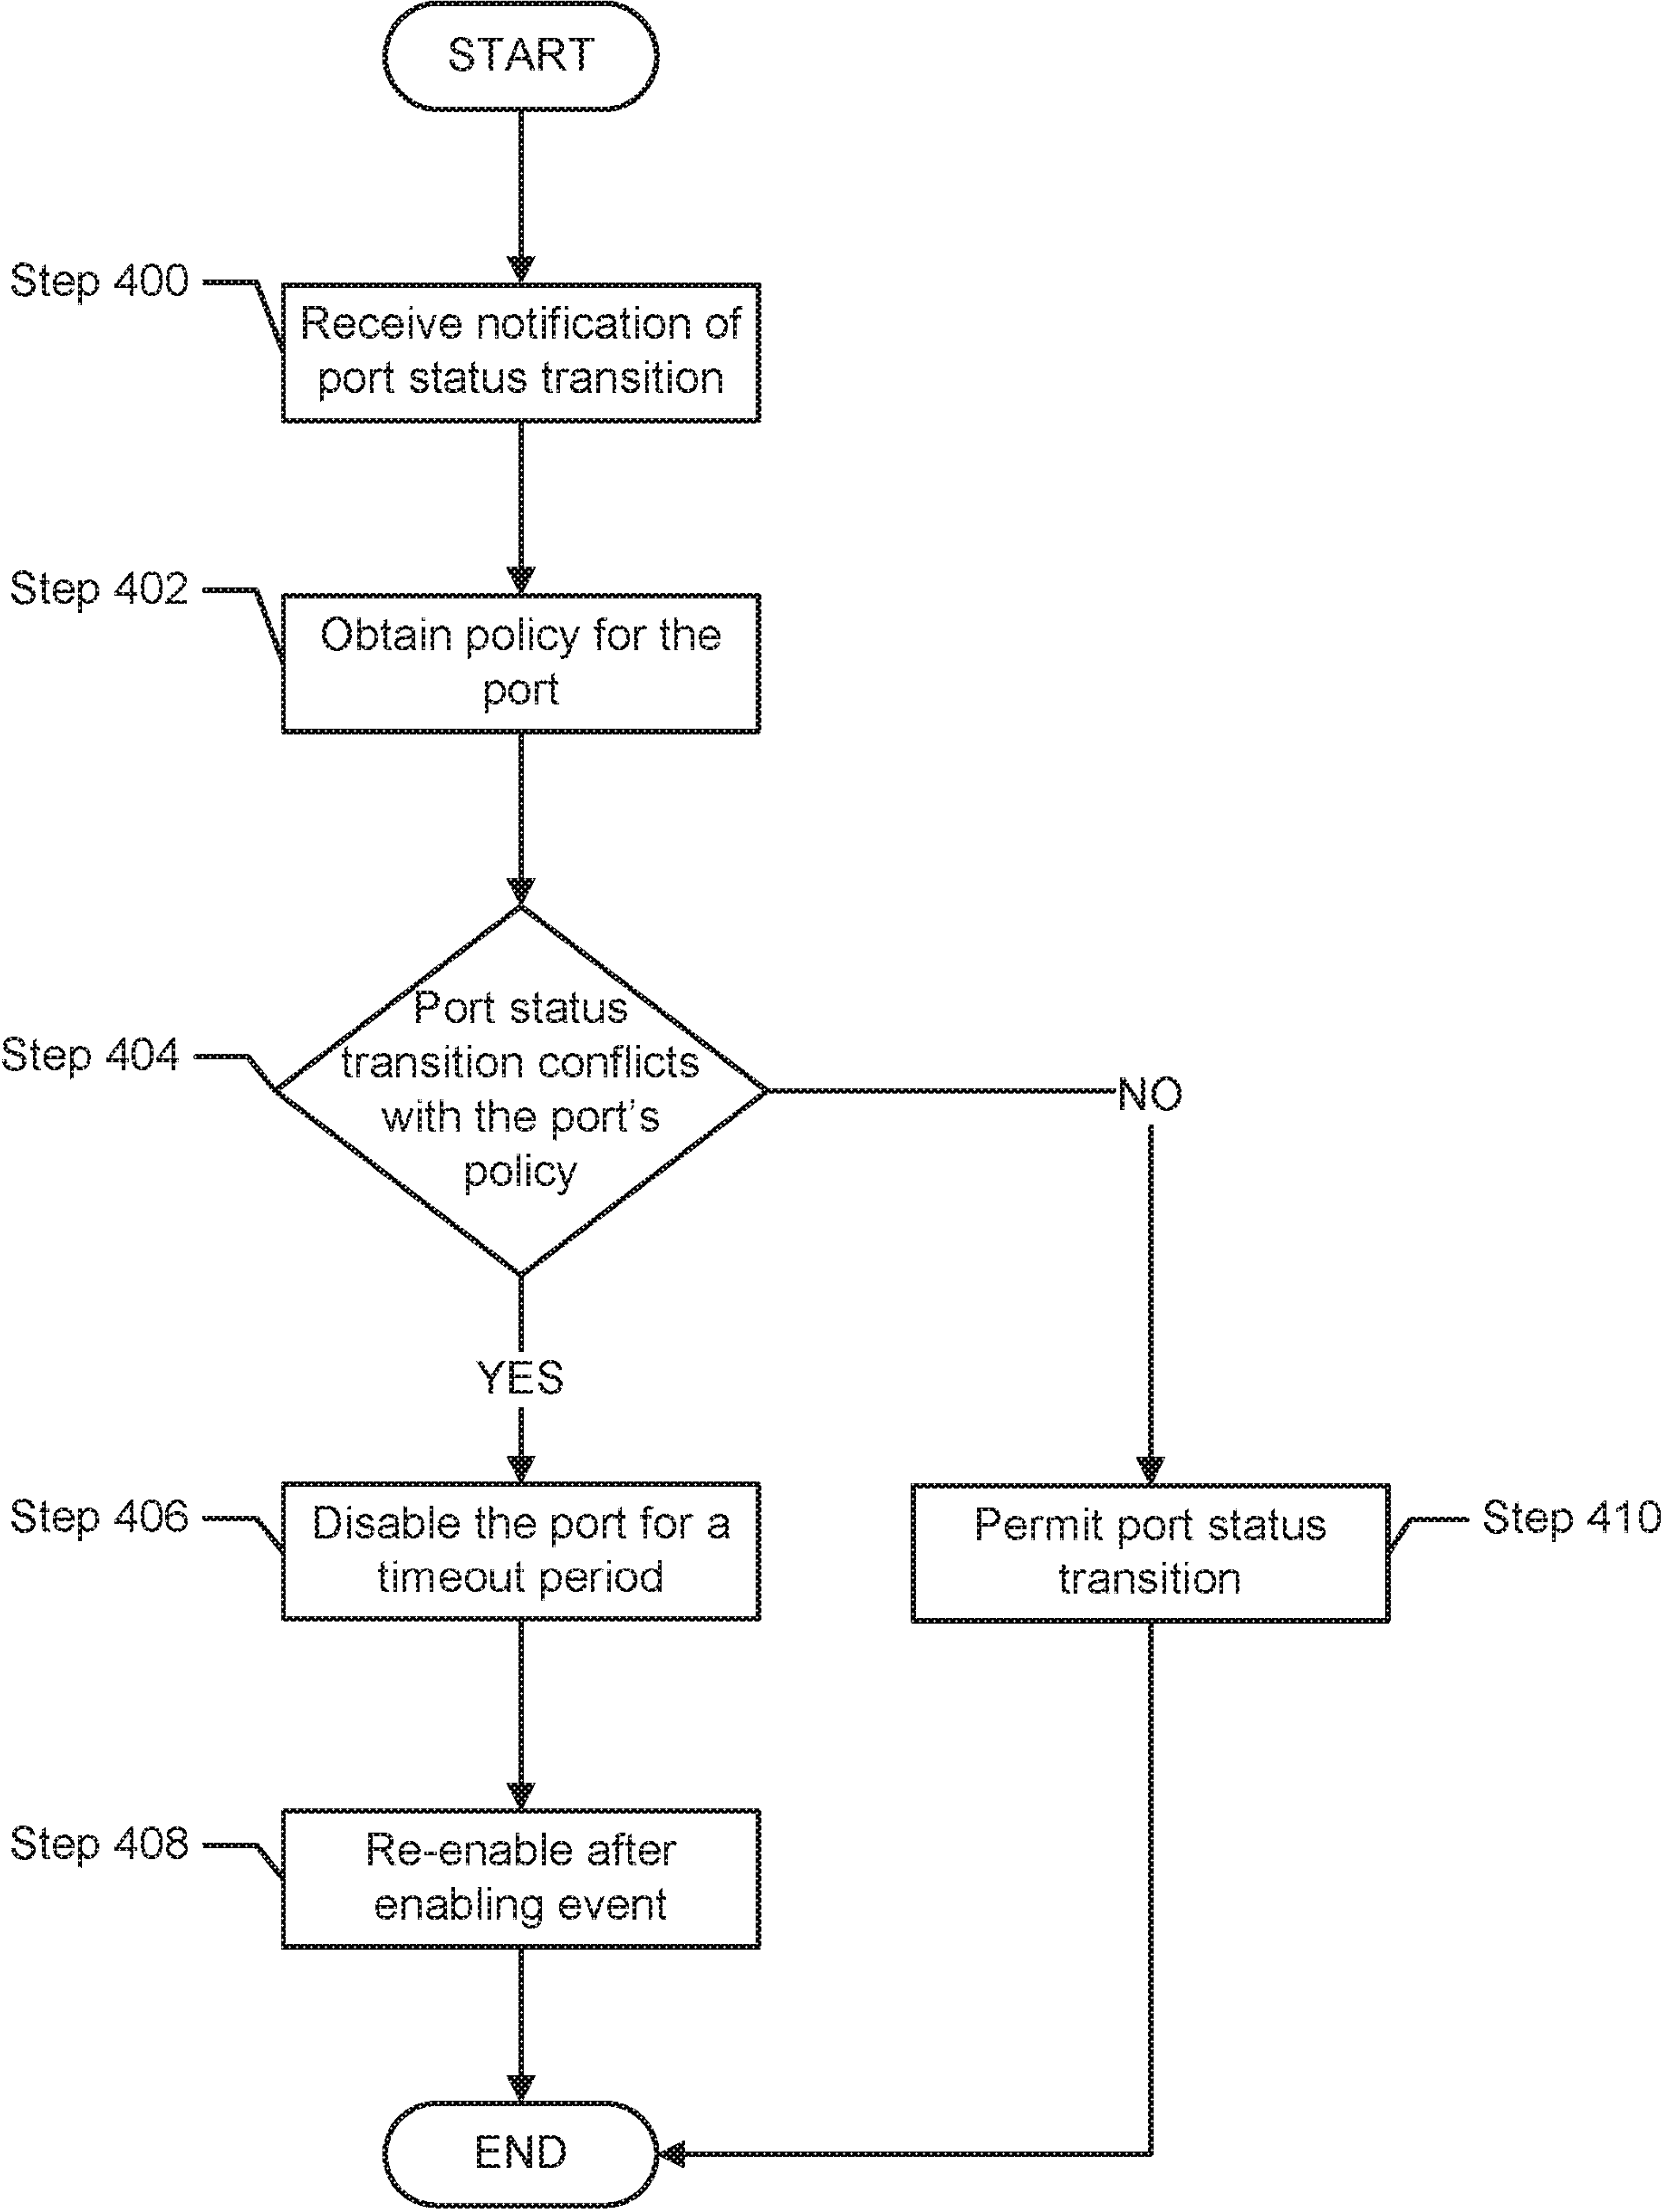 START
Step 400
Receive notification of
port status transition
Step 402
Obtain policy for the
port
Step 404
Port status
transition conflicts
with the port's
policy
NO
YES
Step 406
Disable the port for a
timeout period
Permit port status
transition
Step 410
Step 408
Re-enable after
enabling event
END